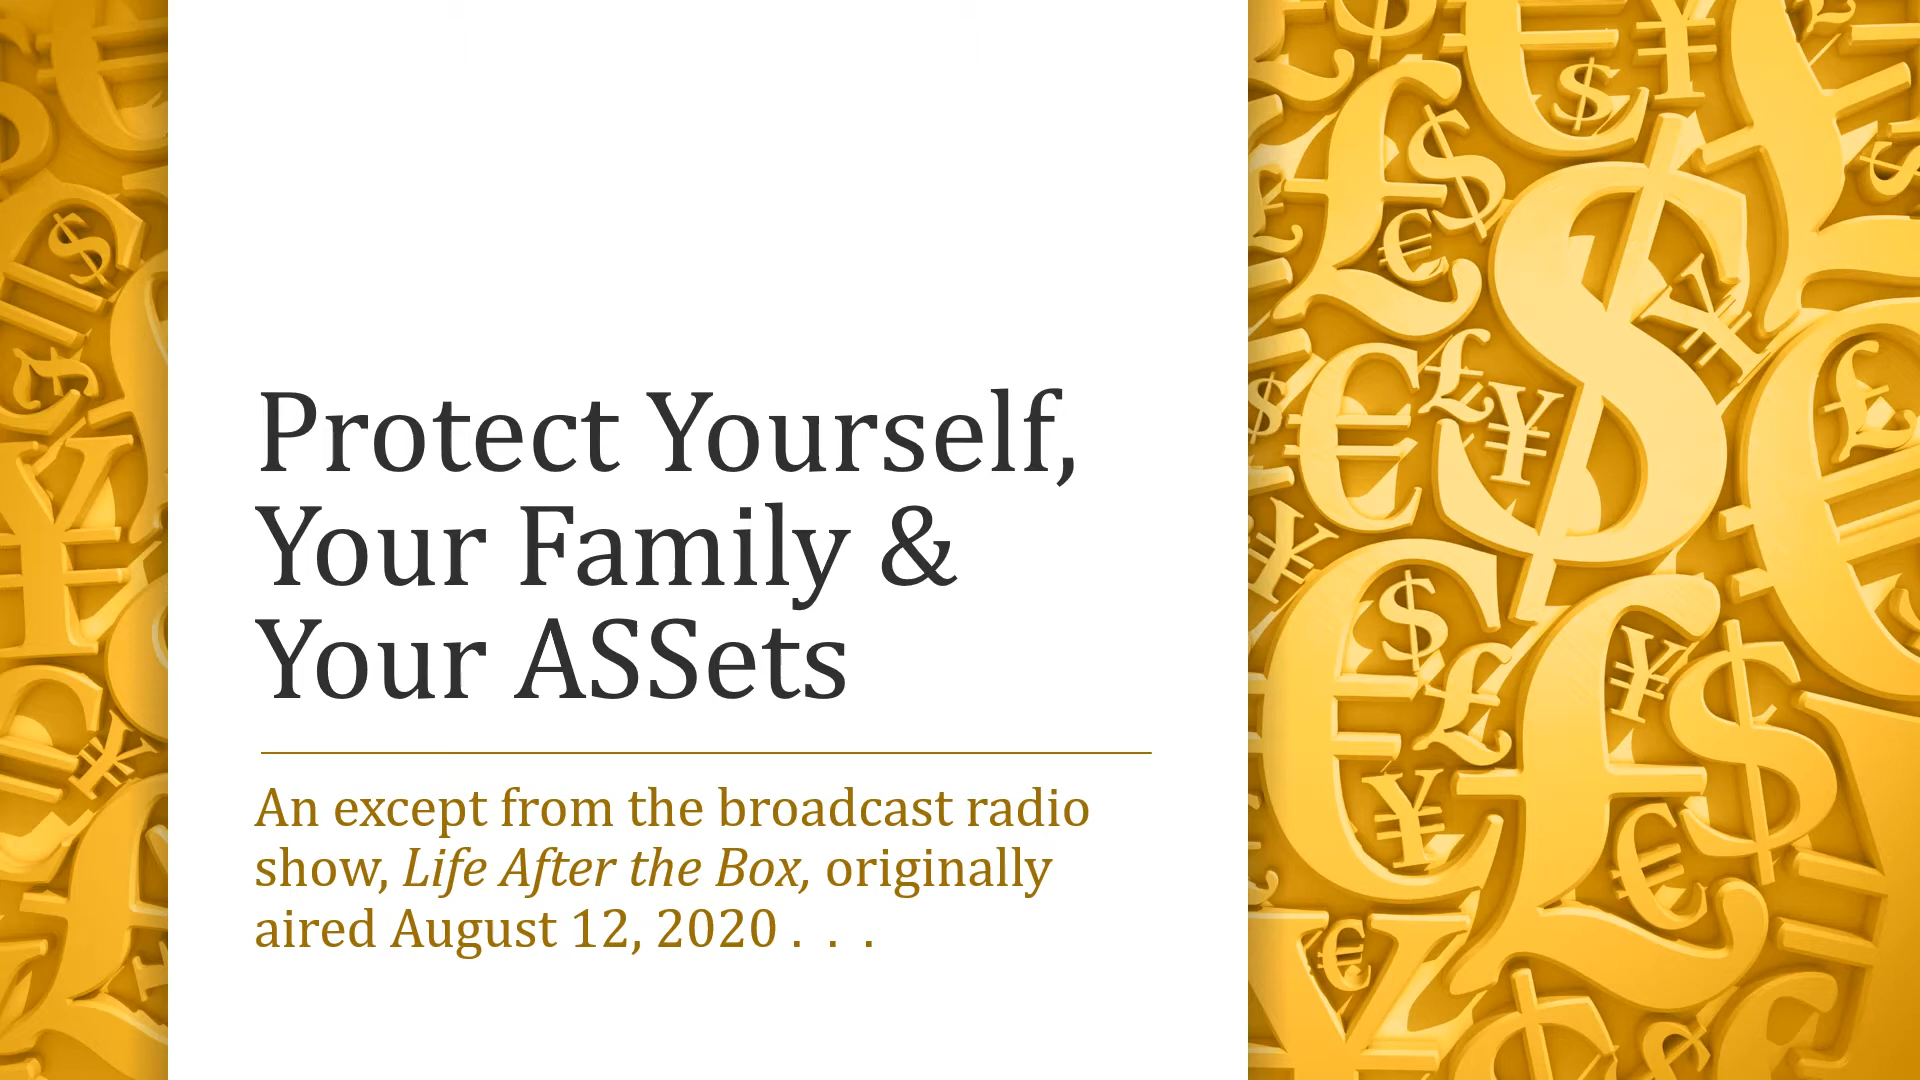 Protect Yourself,
Your Family &
Your ASSets
An except from the broadcast radio
show, Life After the Box, originally
aired August 12, 2020 . . .